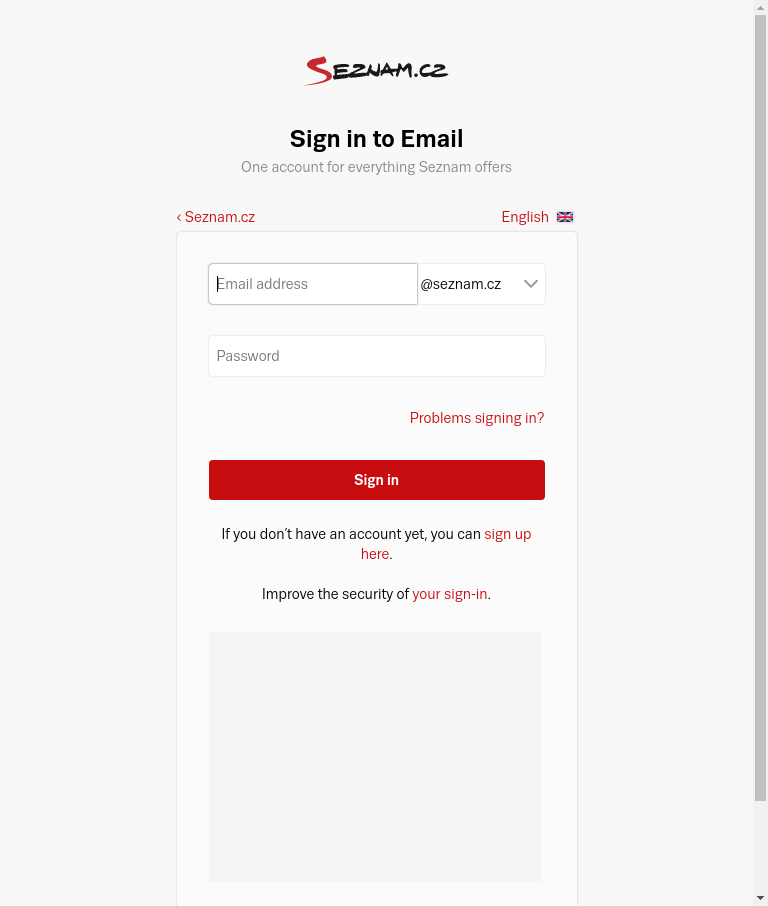 SEZNAM.CZ
Sign in to Email
One account for everything Seznam offers
‹ Seznam.cz English
Email address @seznam.cz
Password
Problems signing in?
Sign in
If you don’t have an account yet, you can sign up
here.
Improve the security of your sign-in.